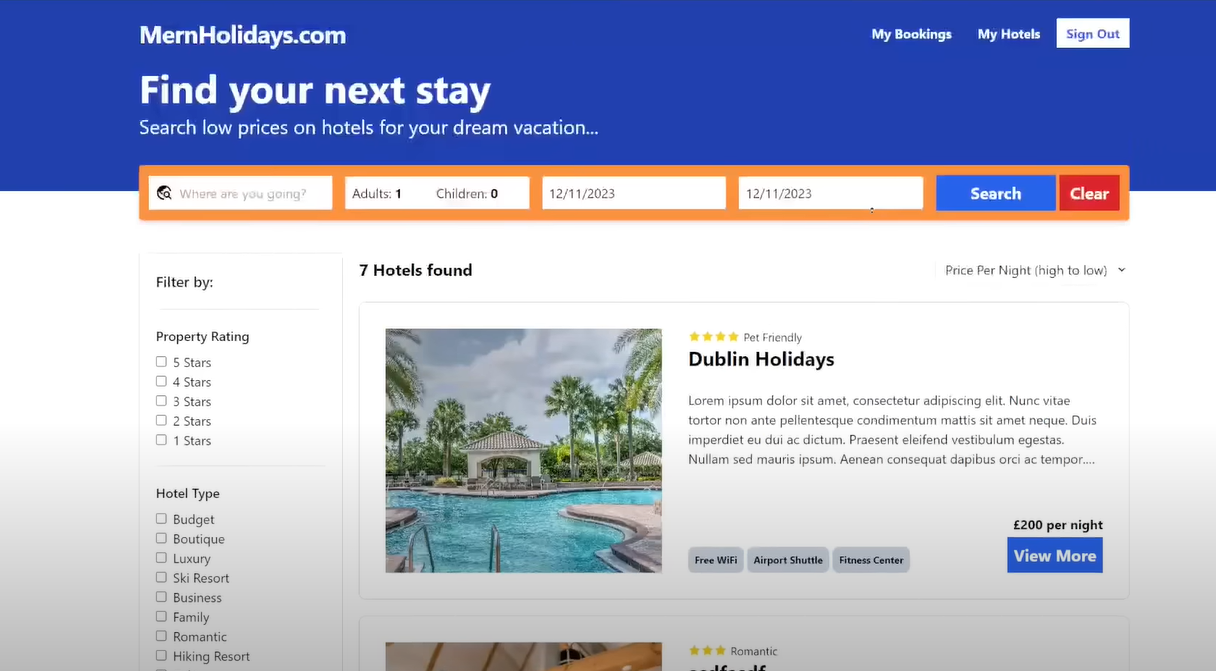 MernHolidays.com
My Bookings
My Hotels
Sign Out
Find your next stay
Search low prices on hotels for your dream vacation...
Where are you going?
Adults: 1
Children: 0
12/11/2023
12/11/2023
Search
Clear
Filter by:
Property Rating
5 Stars
4 Stars
3 Stars
2 Stars
1 Stars
Hotel Type
Budget
Boutique
Luxury
Ski Resort
Business
Family
Romantic
Hiking Resort
7 Hotels found
Price Per Night (high to low)
Pet Friendly
Dublin Holidays
Lorem ipsum dolor sit amet, consectetur adipiscing elit. Nunc vitae
tortor non ante pellentesque condimentum mattis sit amet neque. Duis
imperdiet eu dui ac dictum. Praesent eleifend vestibulum egestas.
Nullam sed mauris ipsum. Aenean consequat dapibus orci ac tempor....
£200 per night
Free WiFi
Airport Shuttle
Fitness Center
View More
Romantic